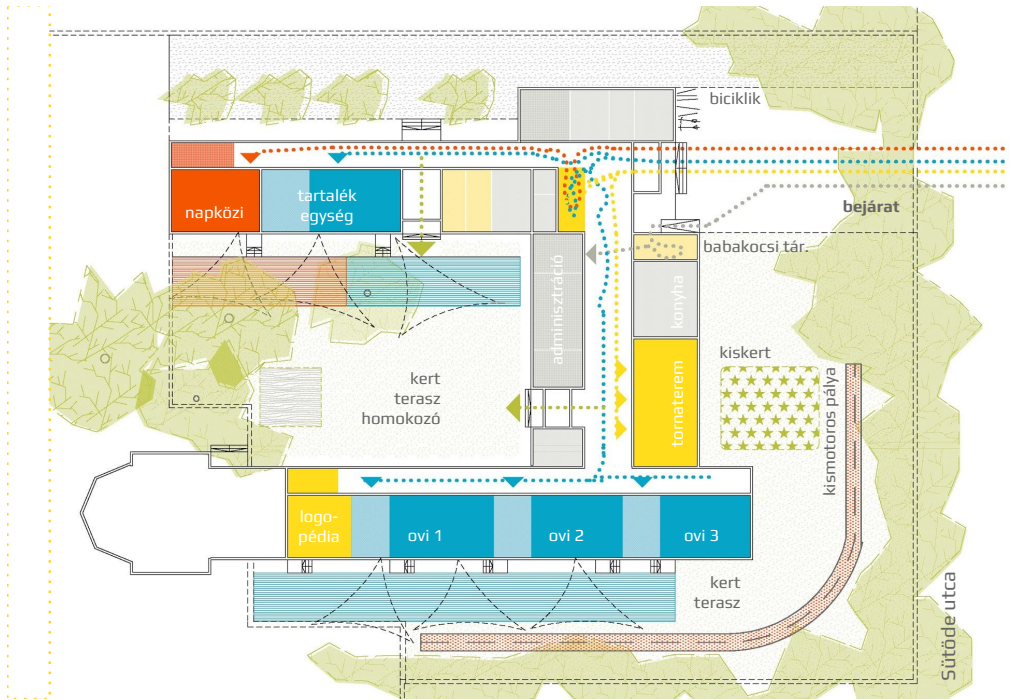 biciklik
napközi
tartalék
egység
bejárat
babakocsi tár.
adminisztráció
konyha
kiskert
tornaterem
kismotoros pálya
kert
terasz
homokozó
logo-
pédia
ovi 1
ovi 2
ovi 3
kert
terasz
Sütöde utca